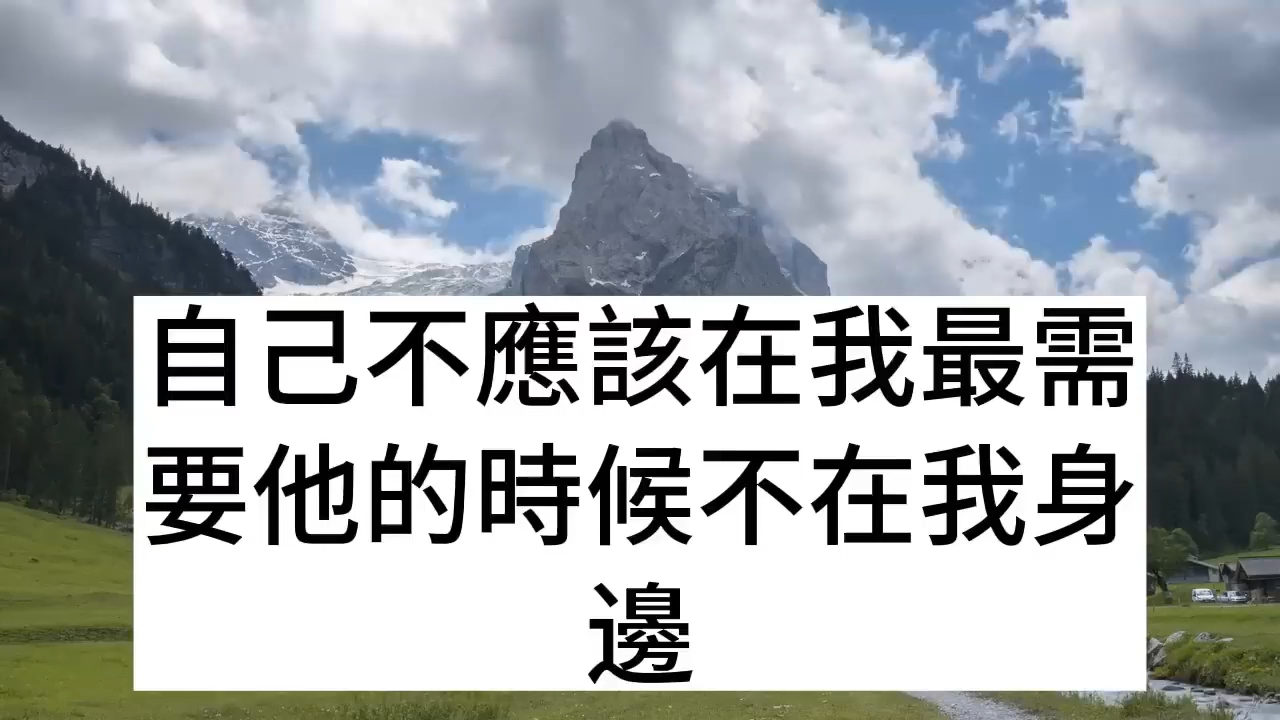 自己不應該在我最需
要他的時候不在我身
邊